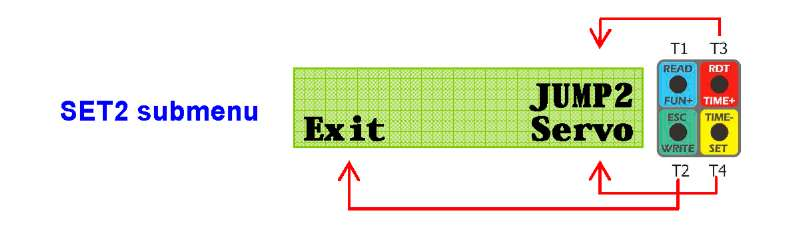 SET2 submenu
JUMP2
Exit Servo
T1 T3
READ RDT
FUN+ TIME+
ESC TIME-
WRITE SET
T2 T4